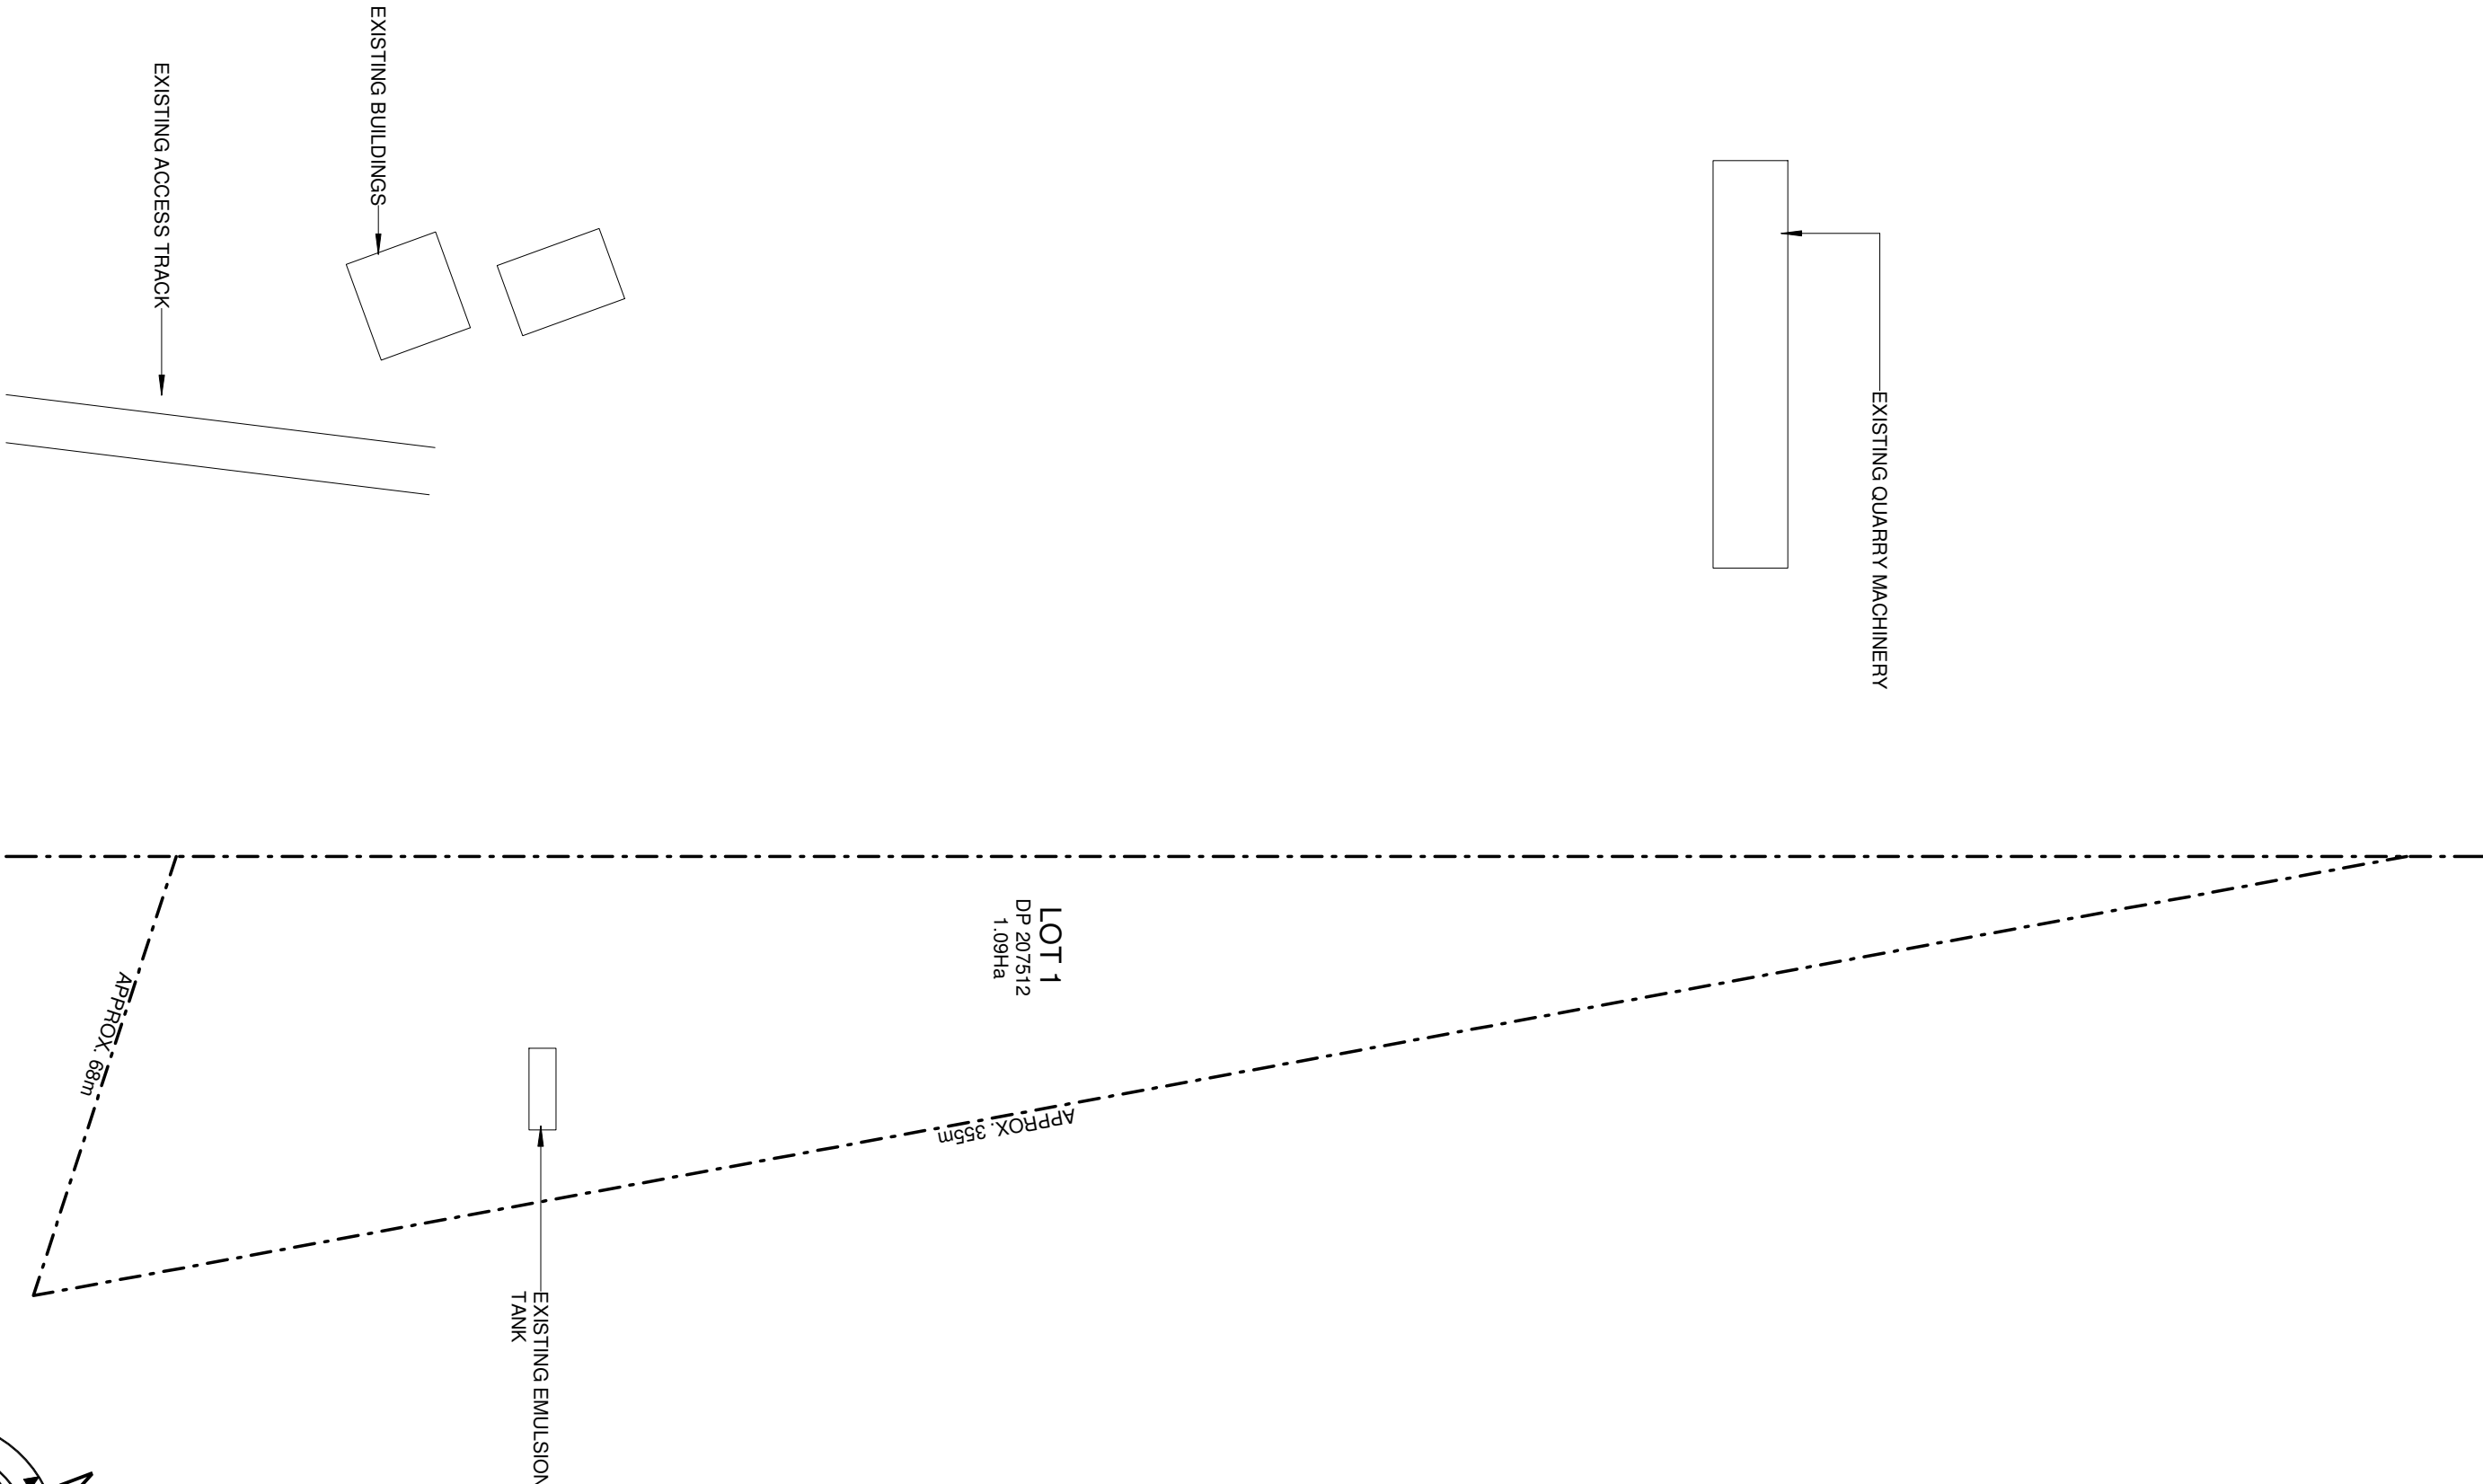 EXISTING BUILDINGS
EXISTING ACCESS TRACK
EXISTING QUARRY MACHINERY
LOT 1
DP 207512
1.09Ha
APPROX. 68m
APPROX. 355m
EXISTING EMULSION
TANK